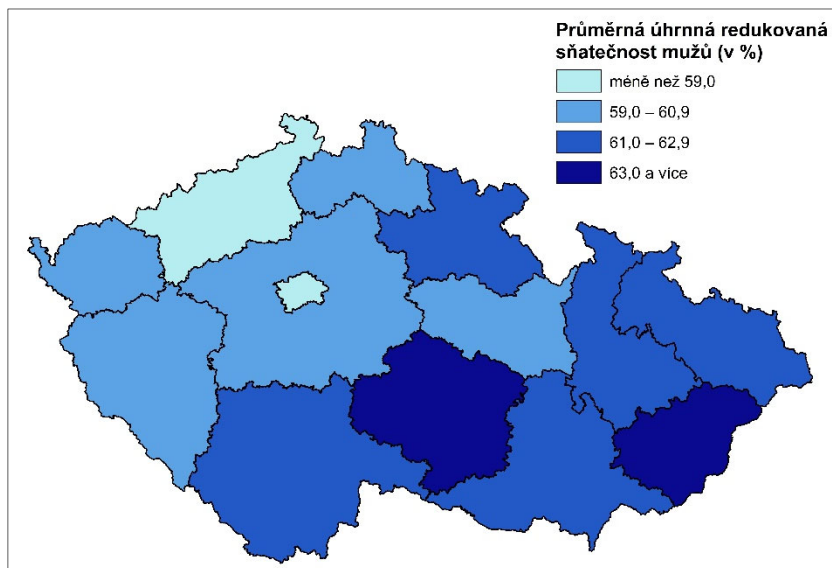 Průměrná úhrnná redukovaná
sňatečnost mužů (v %)
méně než 59,0
59,0 – 60,9
61,0 – 62,9
63,0 a více